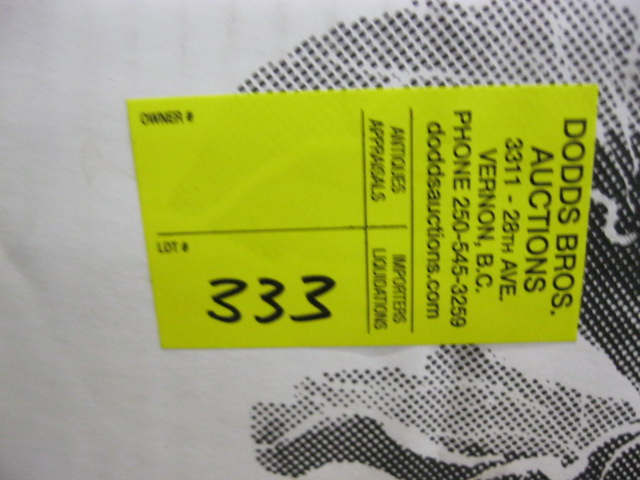 DODDS BROS.
AUCTIONS
3311 - 28TH AVE.
VERNON, B.C.
PHONE 250-545-3259
doddsauctions.com
ANTIQUES
APPRAISALS
IMPORTERS
LIQUIDATIONS
OWNER #
LOT #
333